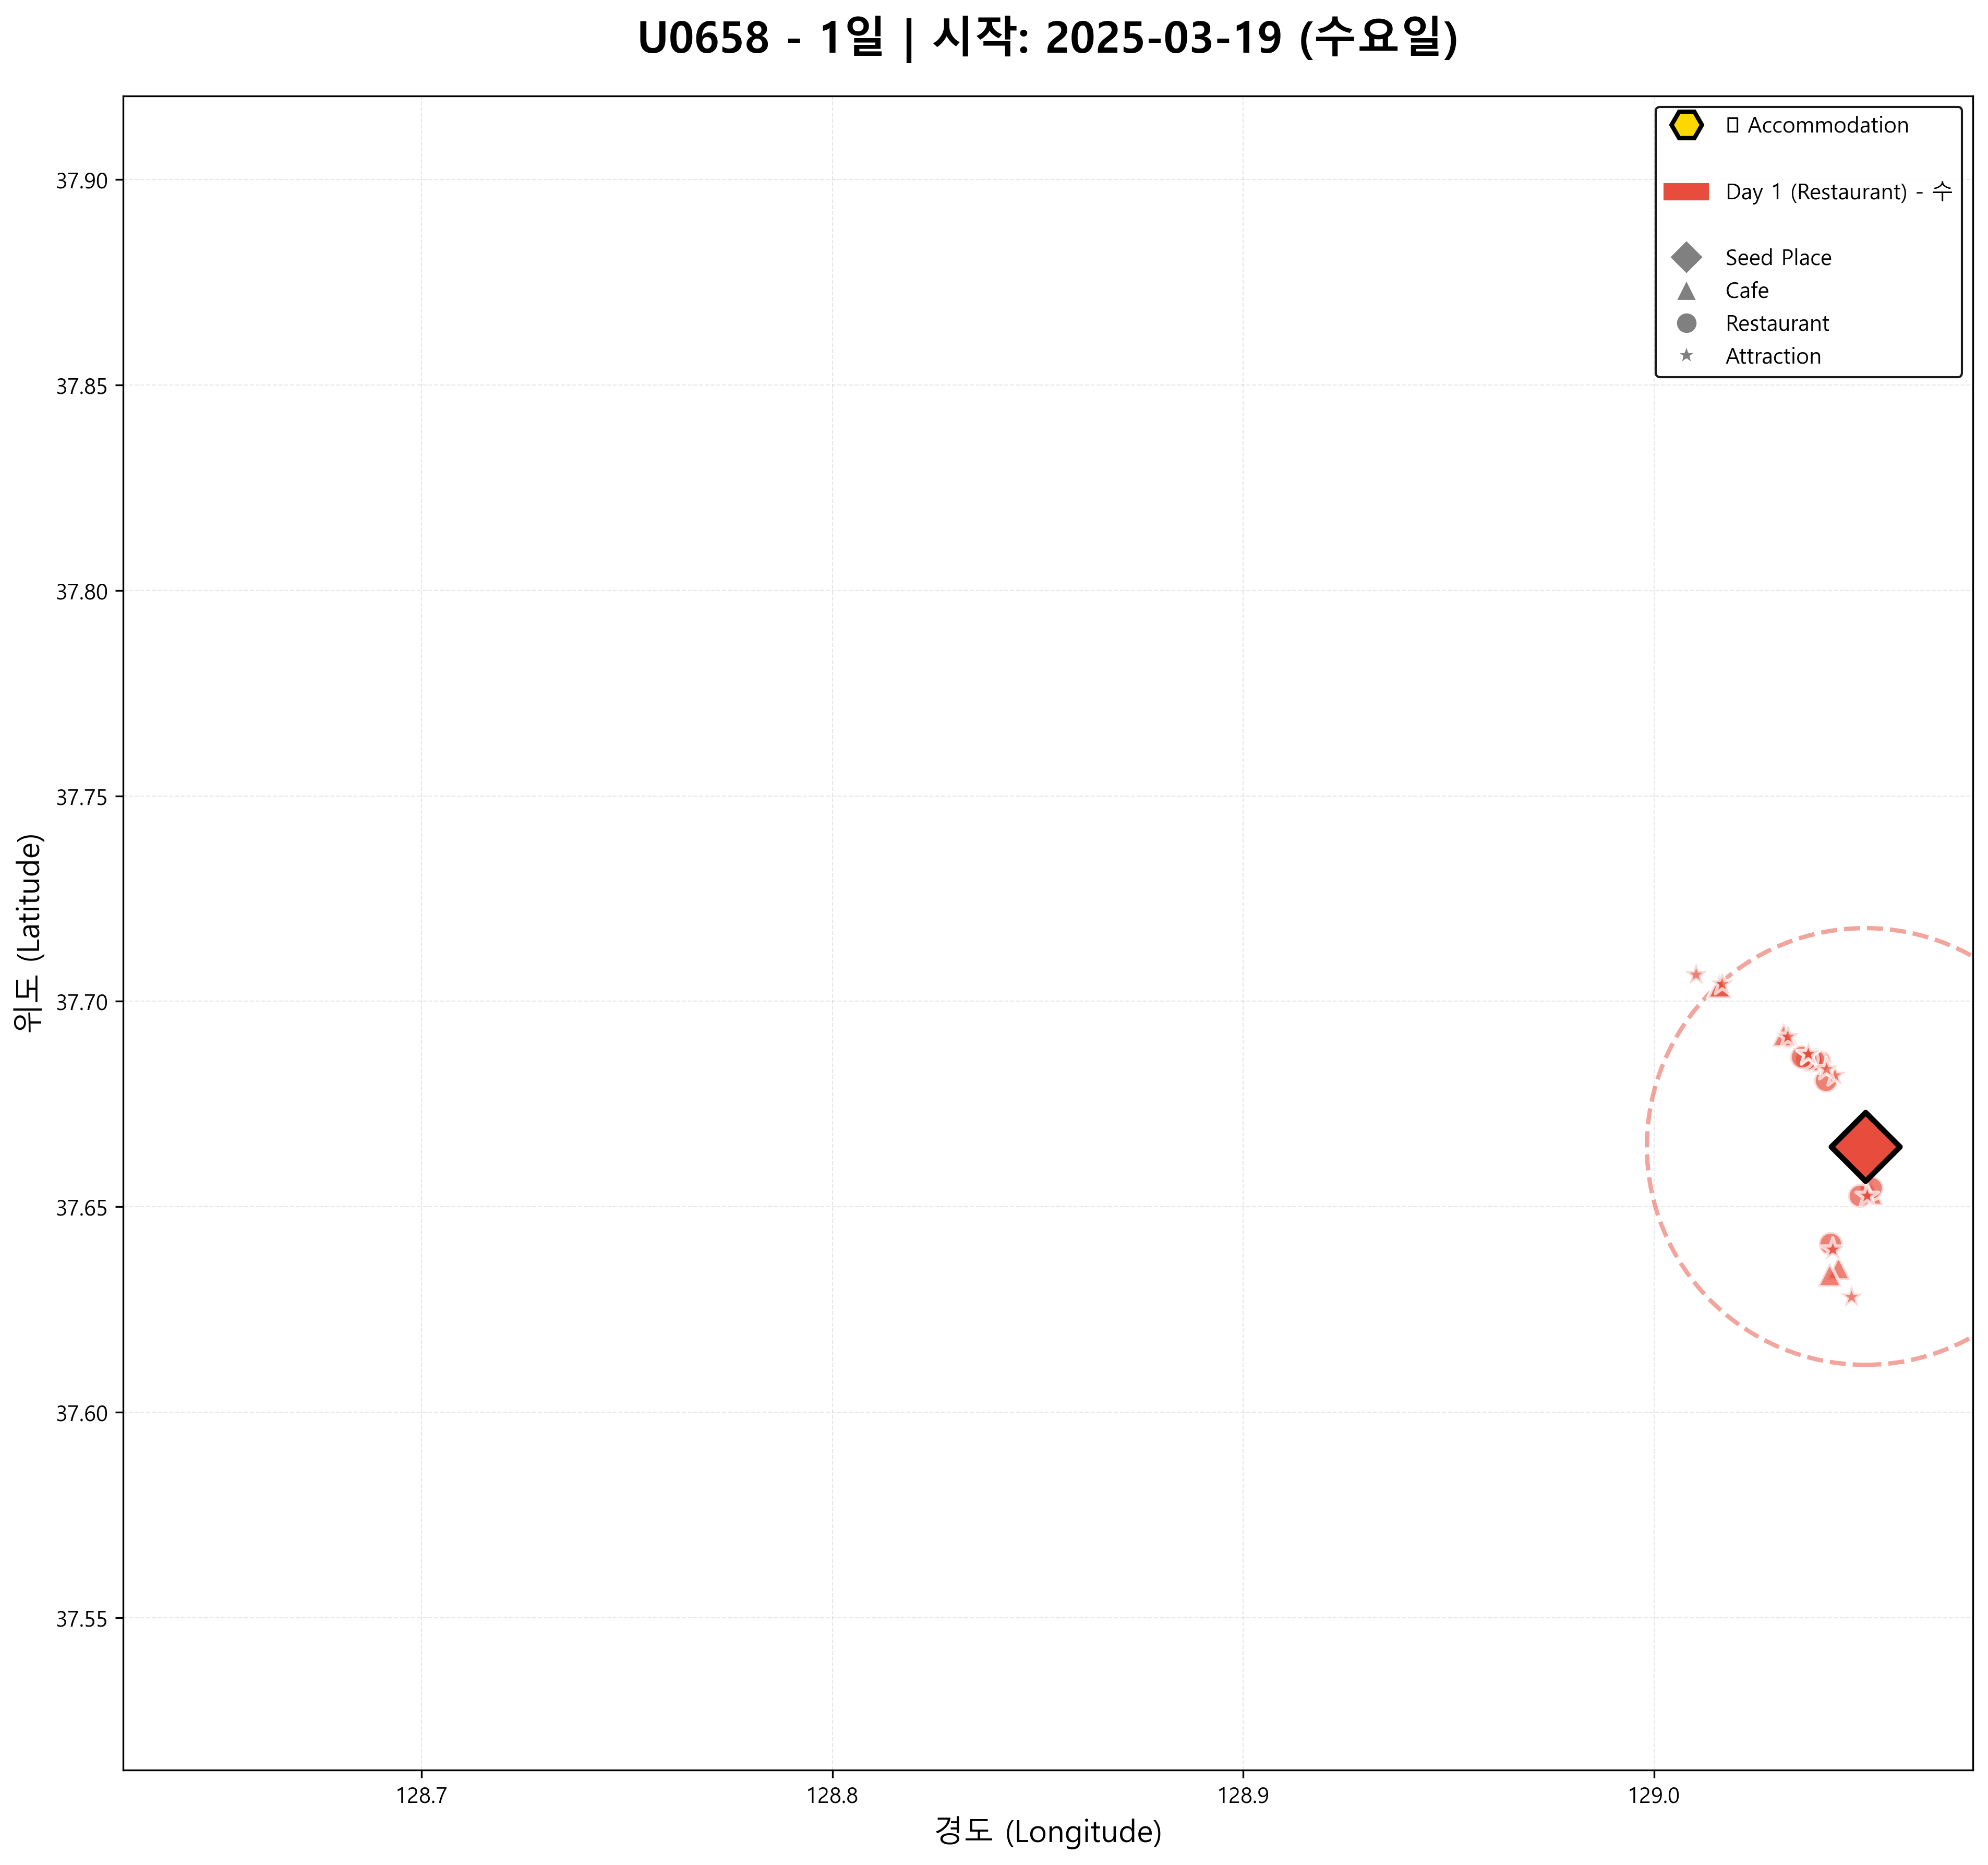 U0658 - 1일 | 시작: 2025-03-19 (수요일)
Accommodation
Day 1 (Restaurant) - 수
Seed Place
Cafe
Restaurant
Attraction
37.90
37.85
37.80
37.75
37.70
37.65
37.60
37.55
위도 (Latitude)
128.7 128.8 128.9 129.0
경도 (Longitude)